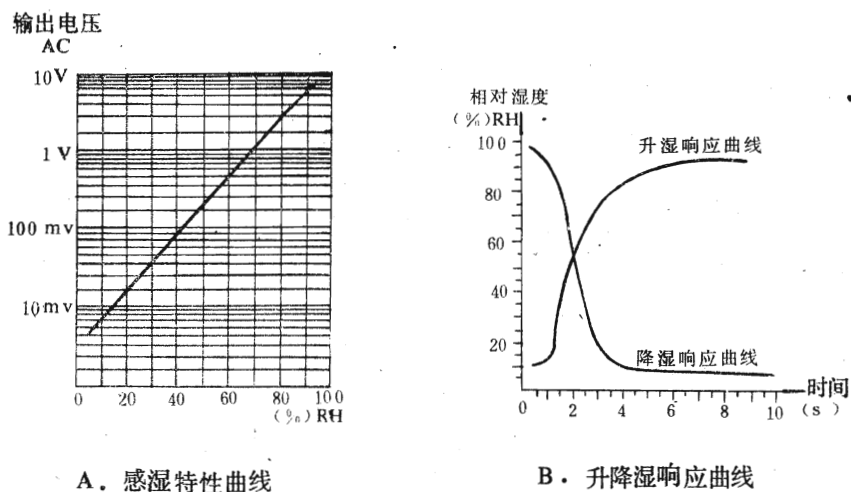 输出电压
AC
10V
1 V
100 mv
10mv
0 20 40 60 80 100
(%) RH
A. 感湿特性曲线
相对湿度
(%)RH
100
80
60
40
20
0 2 4 6 8 10
升湿响应曲线
降湿响应曲线
时间
(s)
B. 升降湿响应曲线